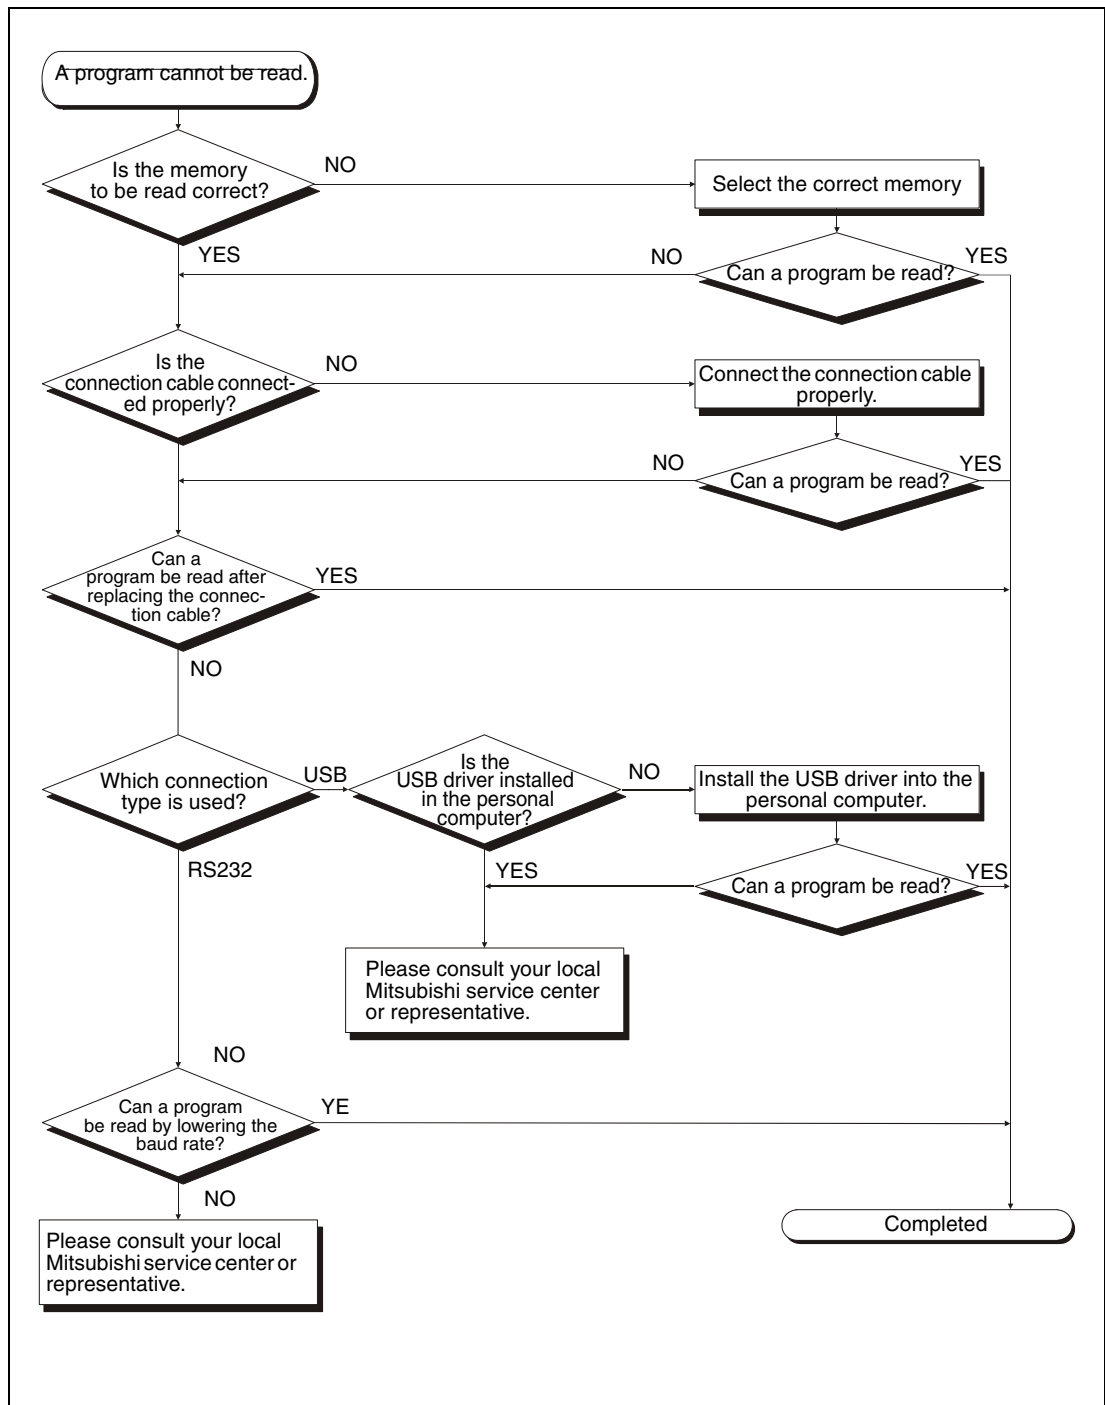 A program cannot be read.
Is the memory
to be read correct?
NO
Select the correct memory
YES
NO
Can a program be read?
YES
Is the
connection cable connect-
ed properly?
NO
Connect the connection cable
properly.
NO
Can a program be read?
YES
Can a
program be read after
replacing the connec-
tion cable?
YES
NO
Which connection
type is used?
USB
Is the
USB driver installed
in the personal
computer?
NO
Install the USB driver into the
personal computer.
RS232
YES
Can a program be read?
YES
Please consult your local
Mitsubishi service center
or representative.
NO
Can a program
be read by lowering the
baud rate?
YE
NO
Please consult your local
Mitsubishi service center or
representative.
Completed